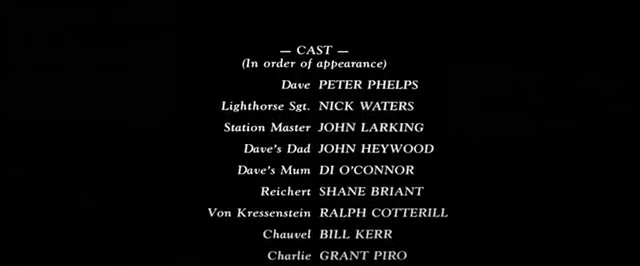 — CAST —
(In order of appearance)
Dave PETER PHELPS
Lighthorse Sgt. NICK WATERS
Station Master JOHN LARKING
Dave's Dad JOHN HEYWOOD
Dave's Mum DI O'CONNOR
Reichert SHANE BRIANT
Von Kressenstein RALPH COTTERILL
Chauvel BILL KERR
Charlie GRANT PIRO